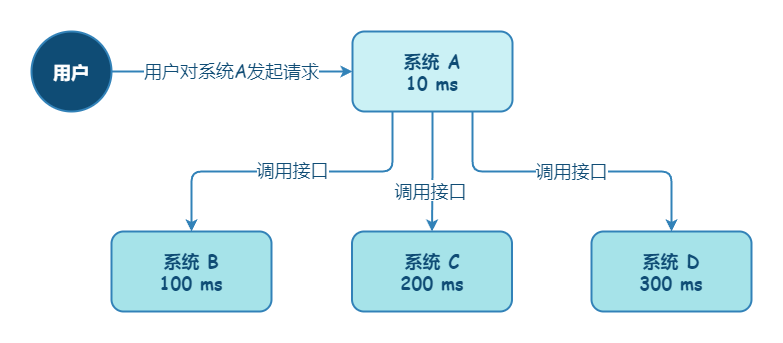 用户
用户对系统A发起请求
系统 A
10 ms
调用接口
调用接口
调用接口
系统 B
100 ms
系统 C
200 ms
系统 D
300 ms